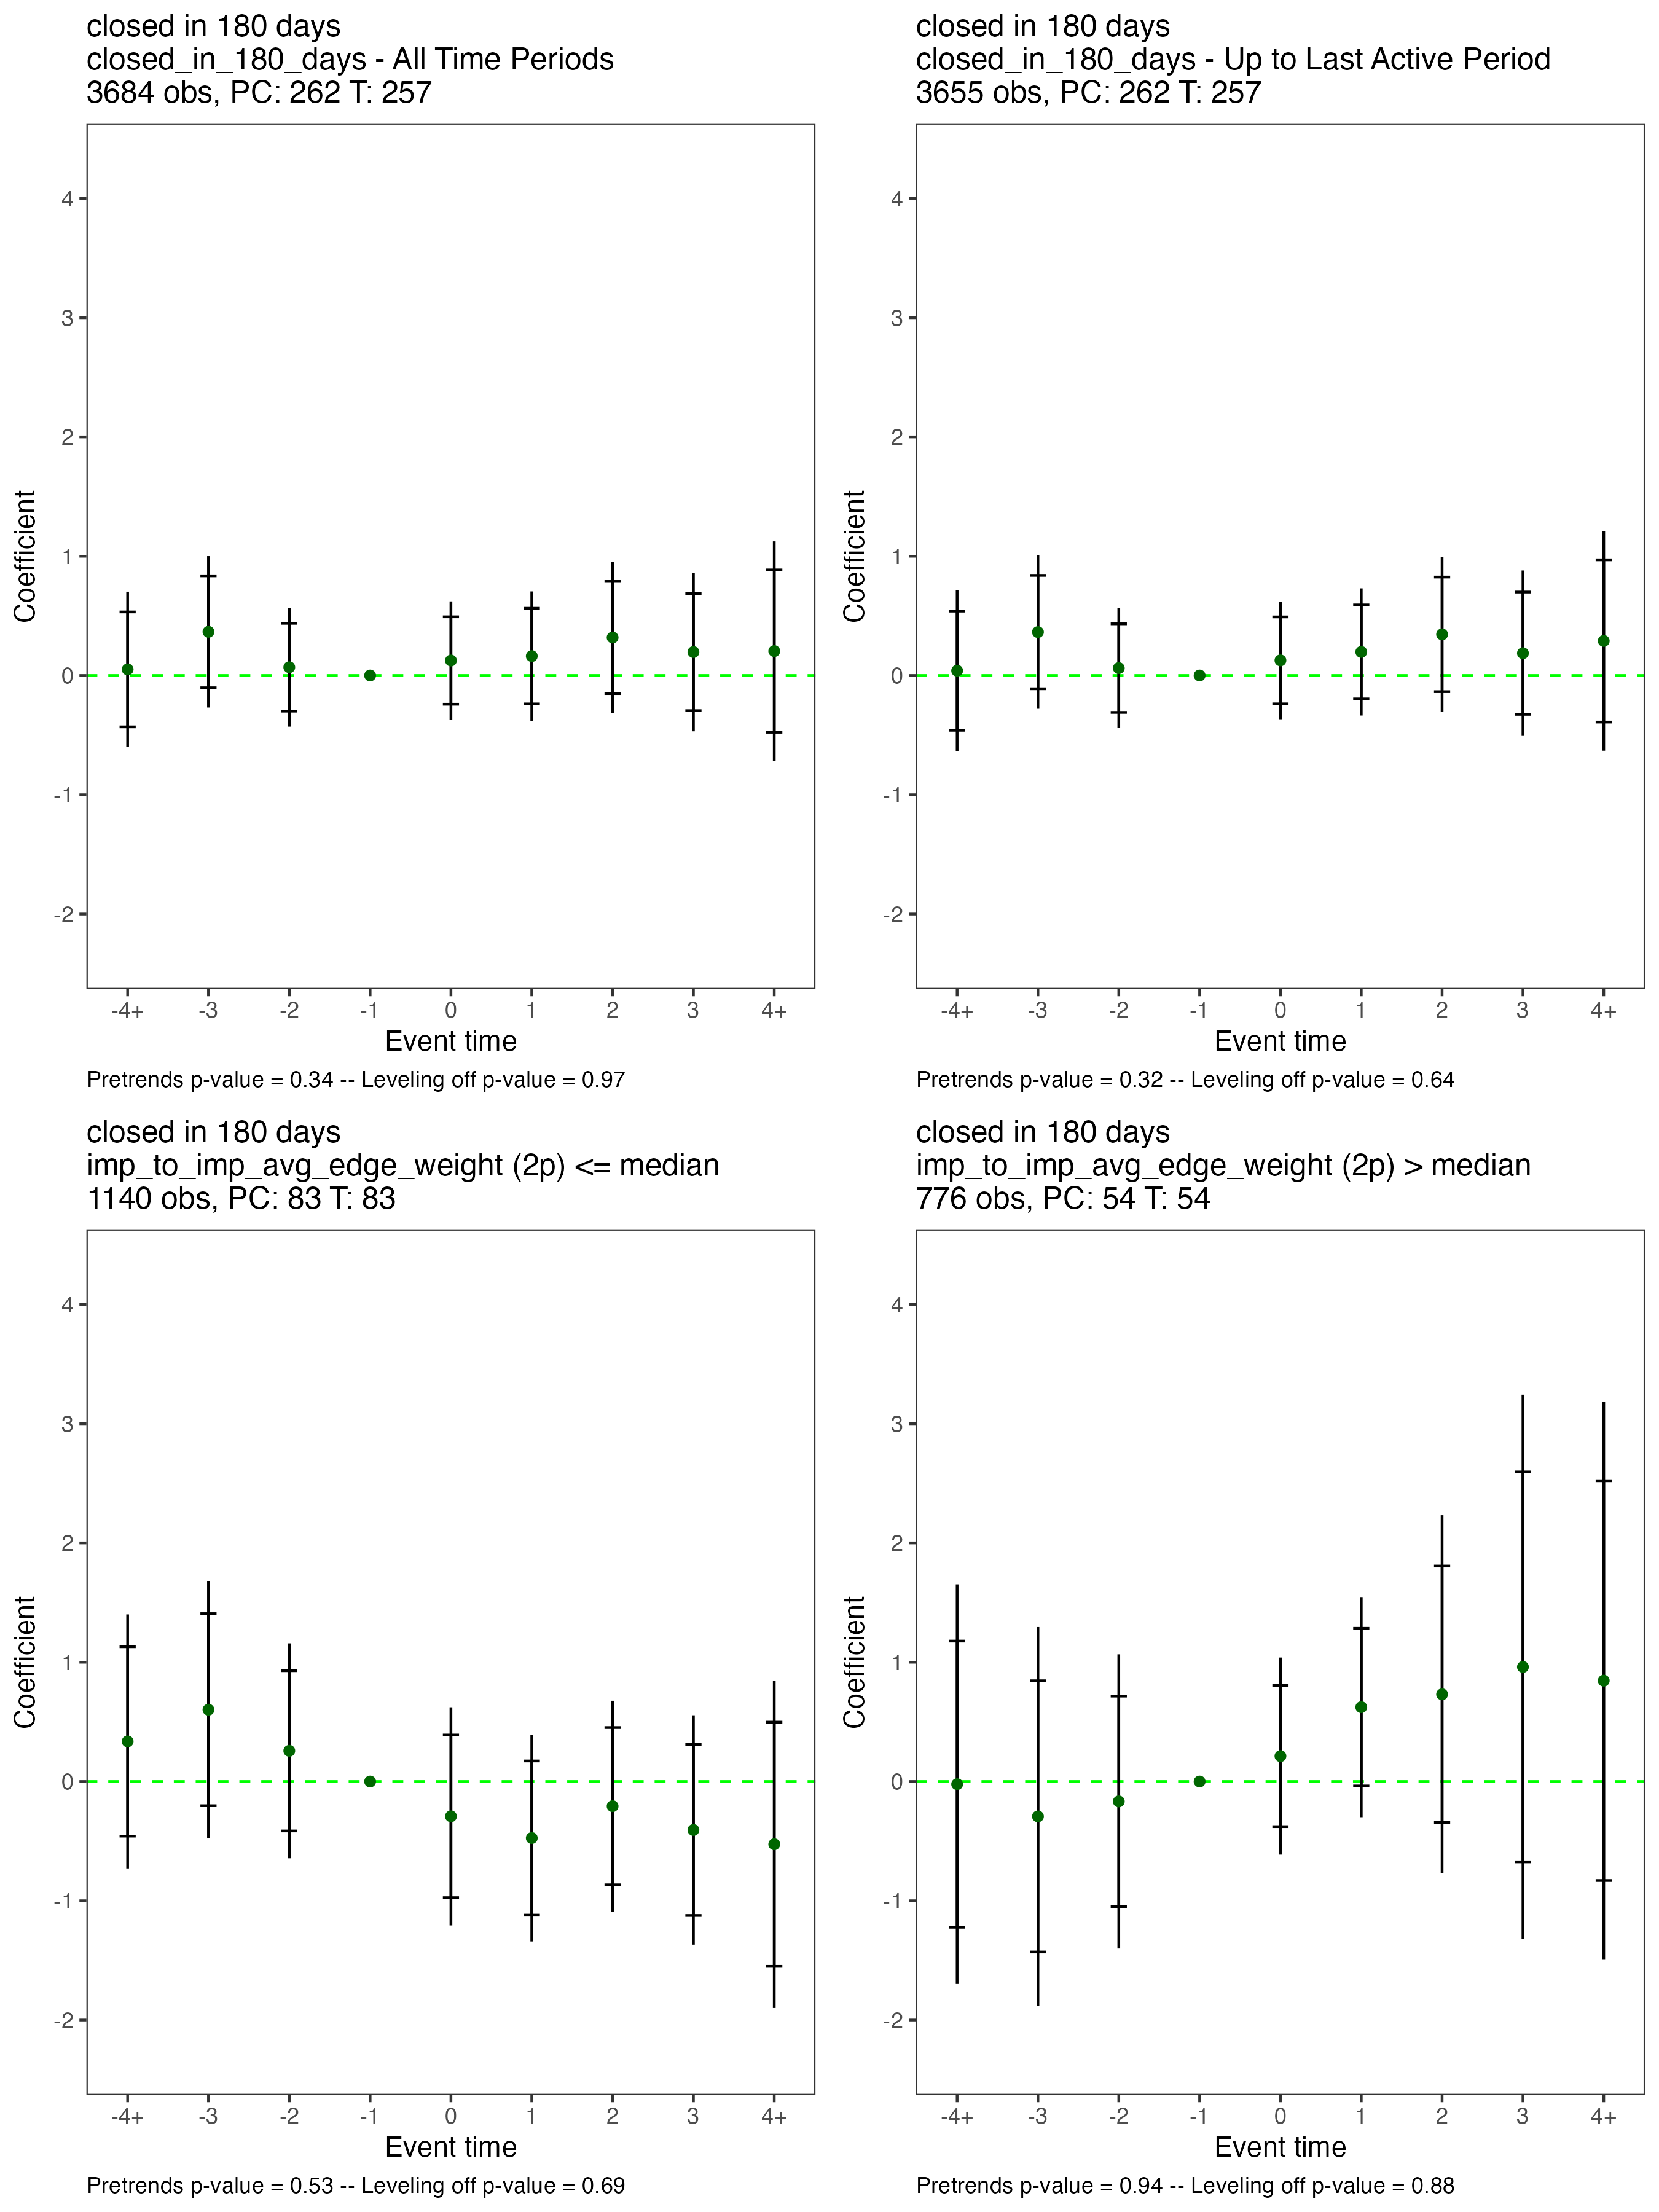 closed in 180 days
closed_in_180_days - All Time Periods
3684 obs, PC: 262 T: 257
4
3
2
1
0
-1
-2
Coefficient
-4+ -3 -2 -1 0 1 2 3 4+
Event time
Pretrends p-value = 0.34 -- Leveling off p-value = 0.97
closed in 180 days
closed_in_180_days - Up to Last Active Period
3655 obs, PC: 262 T: 257
4
3
2
1
0
-1
-2
Coefficient
-4+ -3 -2 -1 0 1 2 3 4+
Event time
Pretrends p-value = 0.32 -- Leveling off p-value = 0.64
closed in 180 days
imp_to_imp_avg_edge_weight (2p) <= median
1140 obs, PC: 83 T: 83
4
3
2
1
0
-1
-2
Coefficient
-4+ -3 -2 -1 0 1 2 3 4+
Event time
Pretrends p-value = 0.53 -- Leveling off p-value = 0.69
closed in 180 days
imp_to_imp_avg_edge_weight (2p) > median
776 obs, PC: 54 T: 54
4
3
2
1
0
-1
-2
Coefficient
-4+ -3 -2 -1 0 1 2 3 4+
Event time
Pretrends p-value = 0.94 -- Leveling off p-value = 0.88